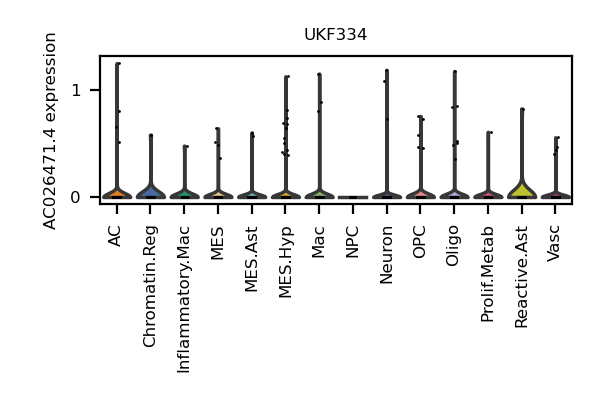 UKF334
AC026471.4 expression
1
0
AC
Chromatin.Reg
Inflammatory.Mac
MES
MES.Ast
MES.Hyp
Mac
NPC
Neuron
OPC
Oligo
Prolif.Metab
Reactive.Ast
Vasc